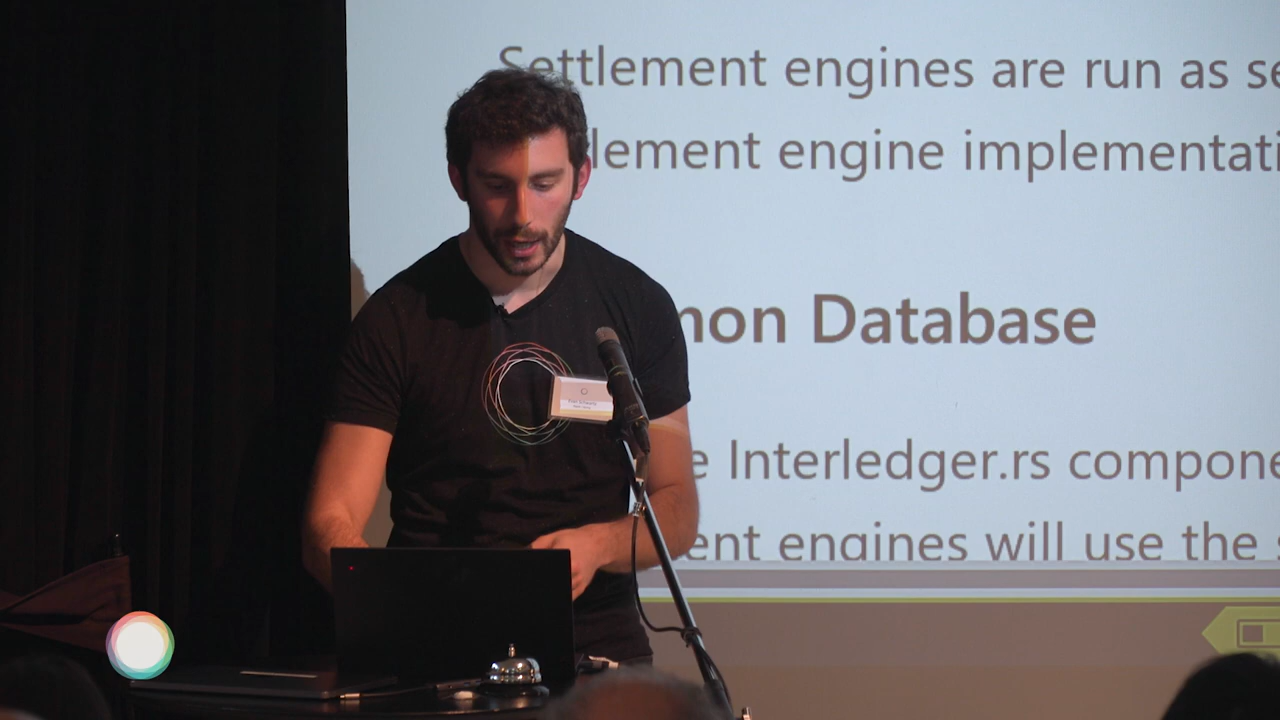 Settlement engines are run as se
lement engine implementati
non Database
e Interledger.rs compone
ent engines will use the